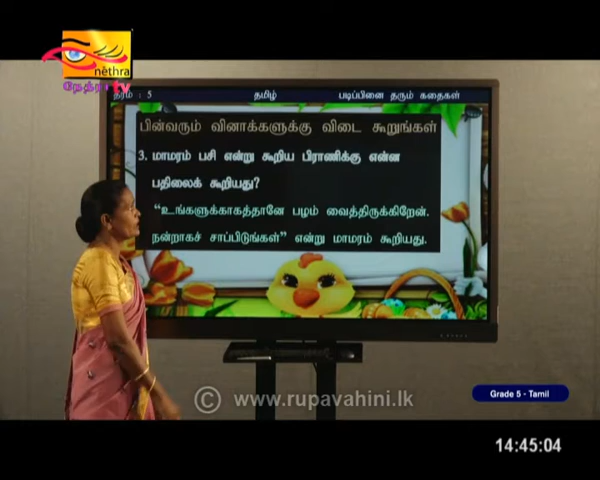 nethra
நேத்ரா tv
தரம் : 5 தமிழ் படிப்பினை தரும் கதைகள்
பின்வரும் வினாக்களுக்கு விடை கூறுங்கள்
3. மாமரம் பசி என்று கூறிய பிராணிக்கு என்ன
பதிலைக் கூறியது?
“உங்களுக்காகத்தானே பழம் வைத்திருக்கிறேன்.
நன்றாகச் சாப்பிடுங்கள்” என்று மாமரம் கூறியது.
Grade 5 - Tamil
© www.rupavahini.lk
14:45:04